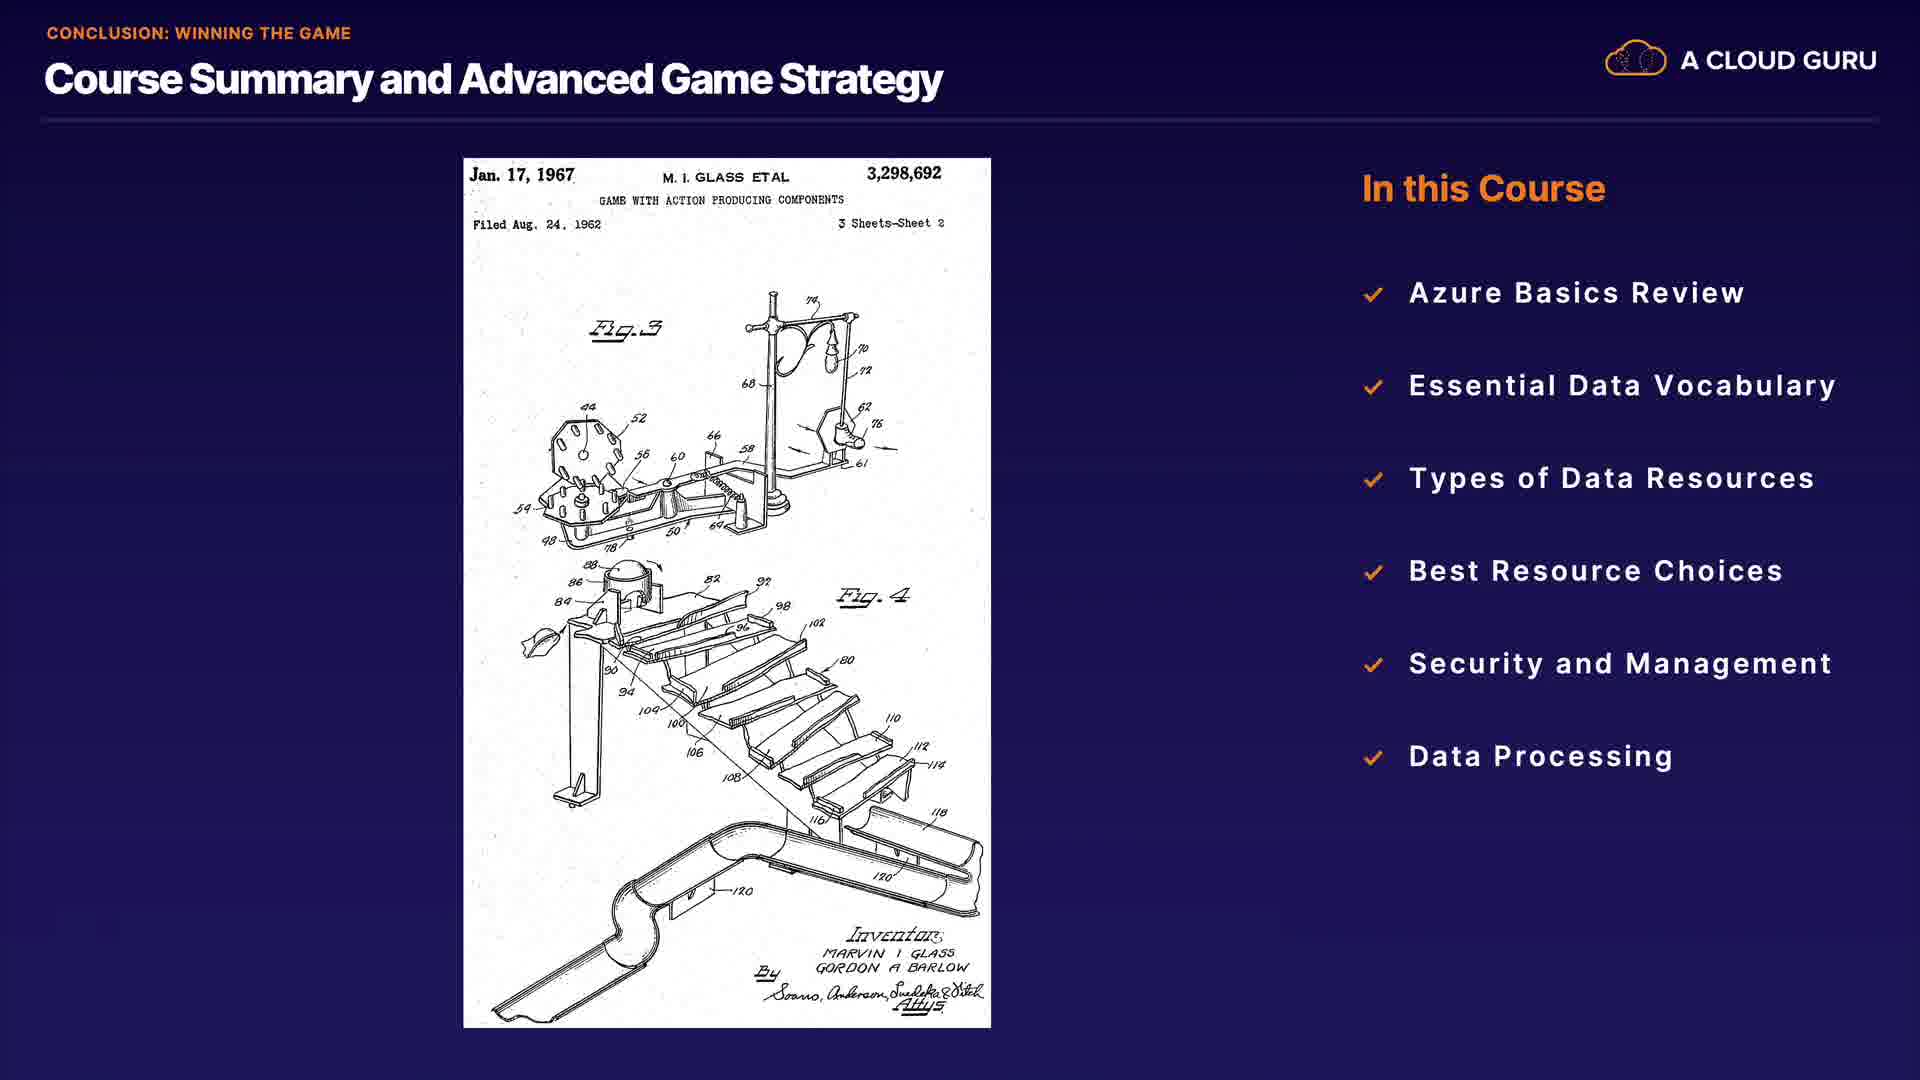 CONCLUSION: WINNING THE GAME
Course Summary and Advanced Game Strategy
A CLOUD GURU
Jan. 17, 1967
M. I. GLASS ETAL
3,298,692
GAME WITH ACTION PRODUCING COMPONENTS
Filed Aug. 24, 1962
3 Sheets-Sheet 2
Fig. 3
74
70
72
68
62
76
44
52
66
58
56
60
61
54
50
64
48
78
88
86
82
92
84
Fig. 4
98
96
102
90
80
94
104
100
110
106
112
114
108
116
118
120
120
Inventors
MARVIN I GLASS
GORDON A BARLOW
By
Soans, Anderson, Luedeka & Fitch
Attys.
In this Course
Azure Basics Review
Essential Data Vocabulary
Types of Data Resources
Best Resource Choices
Security and Management
Data Processing